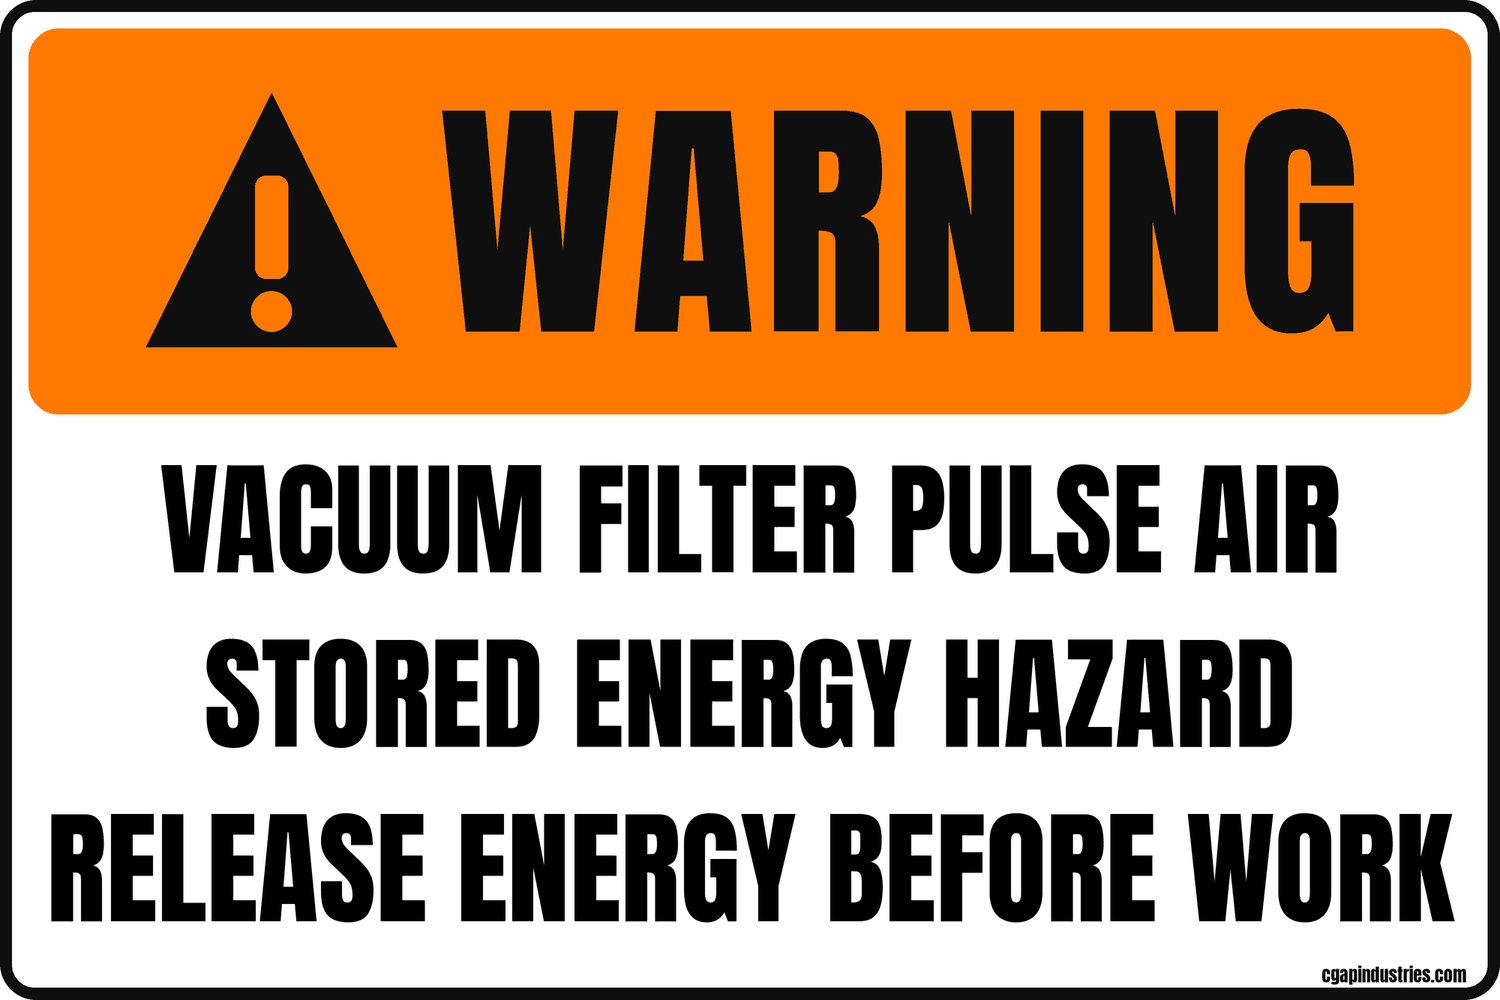 WARNING
VACUUM FILTER PULSE AIR
STORED ENERGY HAZARD
RELEASE ENERGY BEFORE WORK
cgapindustries.com